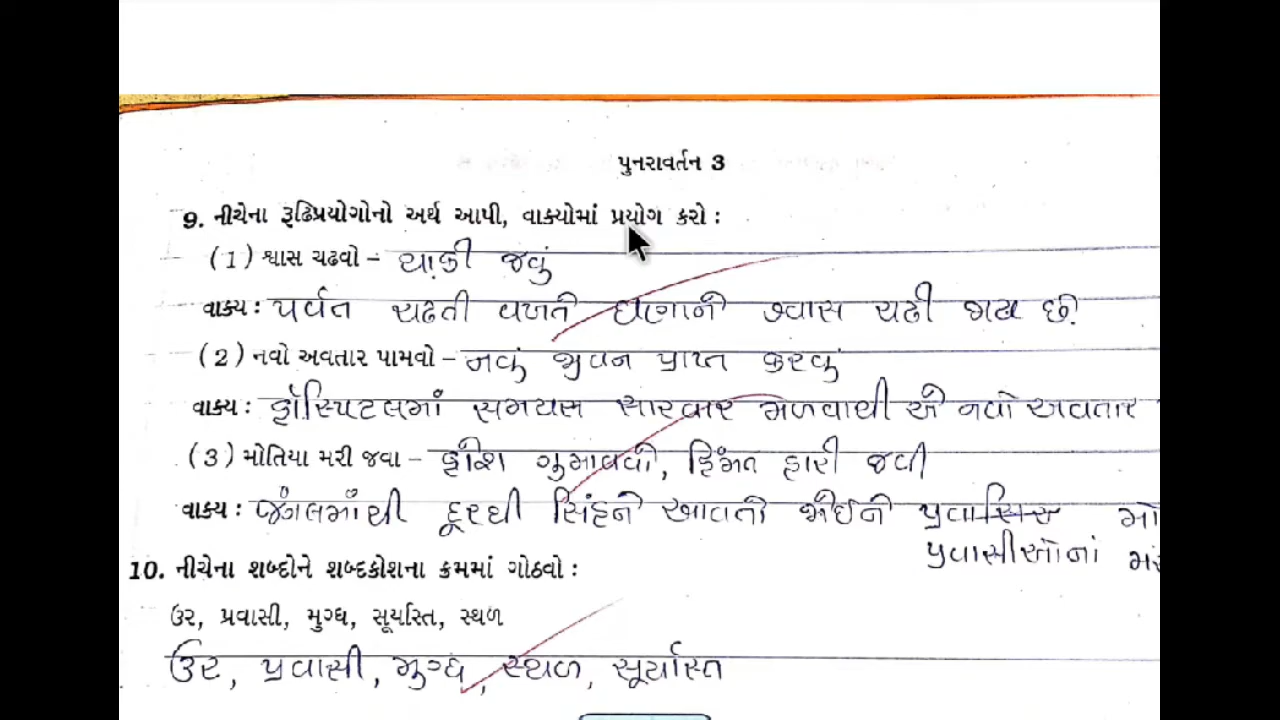 પુનરાવર્તન 3
9. નીચેના રૂઢિપ્રયોગોનો અર્થ આપી, વાક્યોમાં પ્રયોગ કરો :
(1) શ્વાસ ચઢવો - થાકી જવું
વાક્ય : પર્વત ચઢતી વખતે ઘણાને શ્વાસ ચઢી જાય છે.
(2) નવો અવતાર પામવો - નવું જીવન પ્રાપ્ત કરવું
વાક્ય : હૉસ્પિટલમાં સમયસ સારવાર મળવાથી એ નવો અવતાર
(3) મોતિયા મરી જવા - હોશ ગુમાવવો, હિંમત હારી જવી
વાક્ય : જંગલમાંથી દૂરથી સિંહને આવતો જોઈને
પ્રવાસીઓનાં
10. નીચેના શબ્દોને શબ્દકોશના ક્રમમાં ગોઠવો :
ઉર, પ્રવાસી, મુગ્ધ, સૂર્યાસ્ત, સ્થળ
ઉર, પ્રવાસી, મુગ્ધ, સ્થળ, સૂર્યાસ્ત